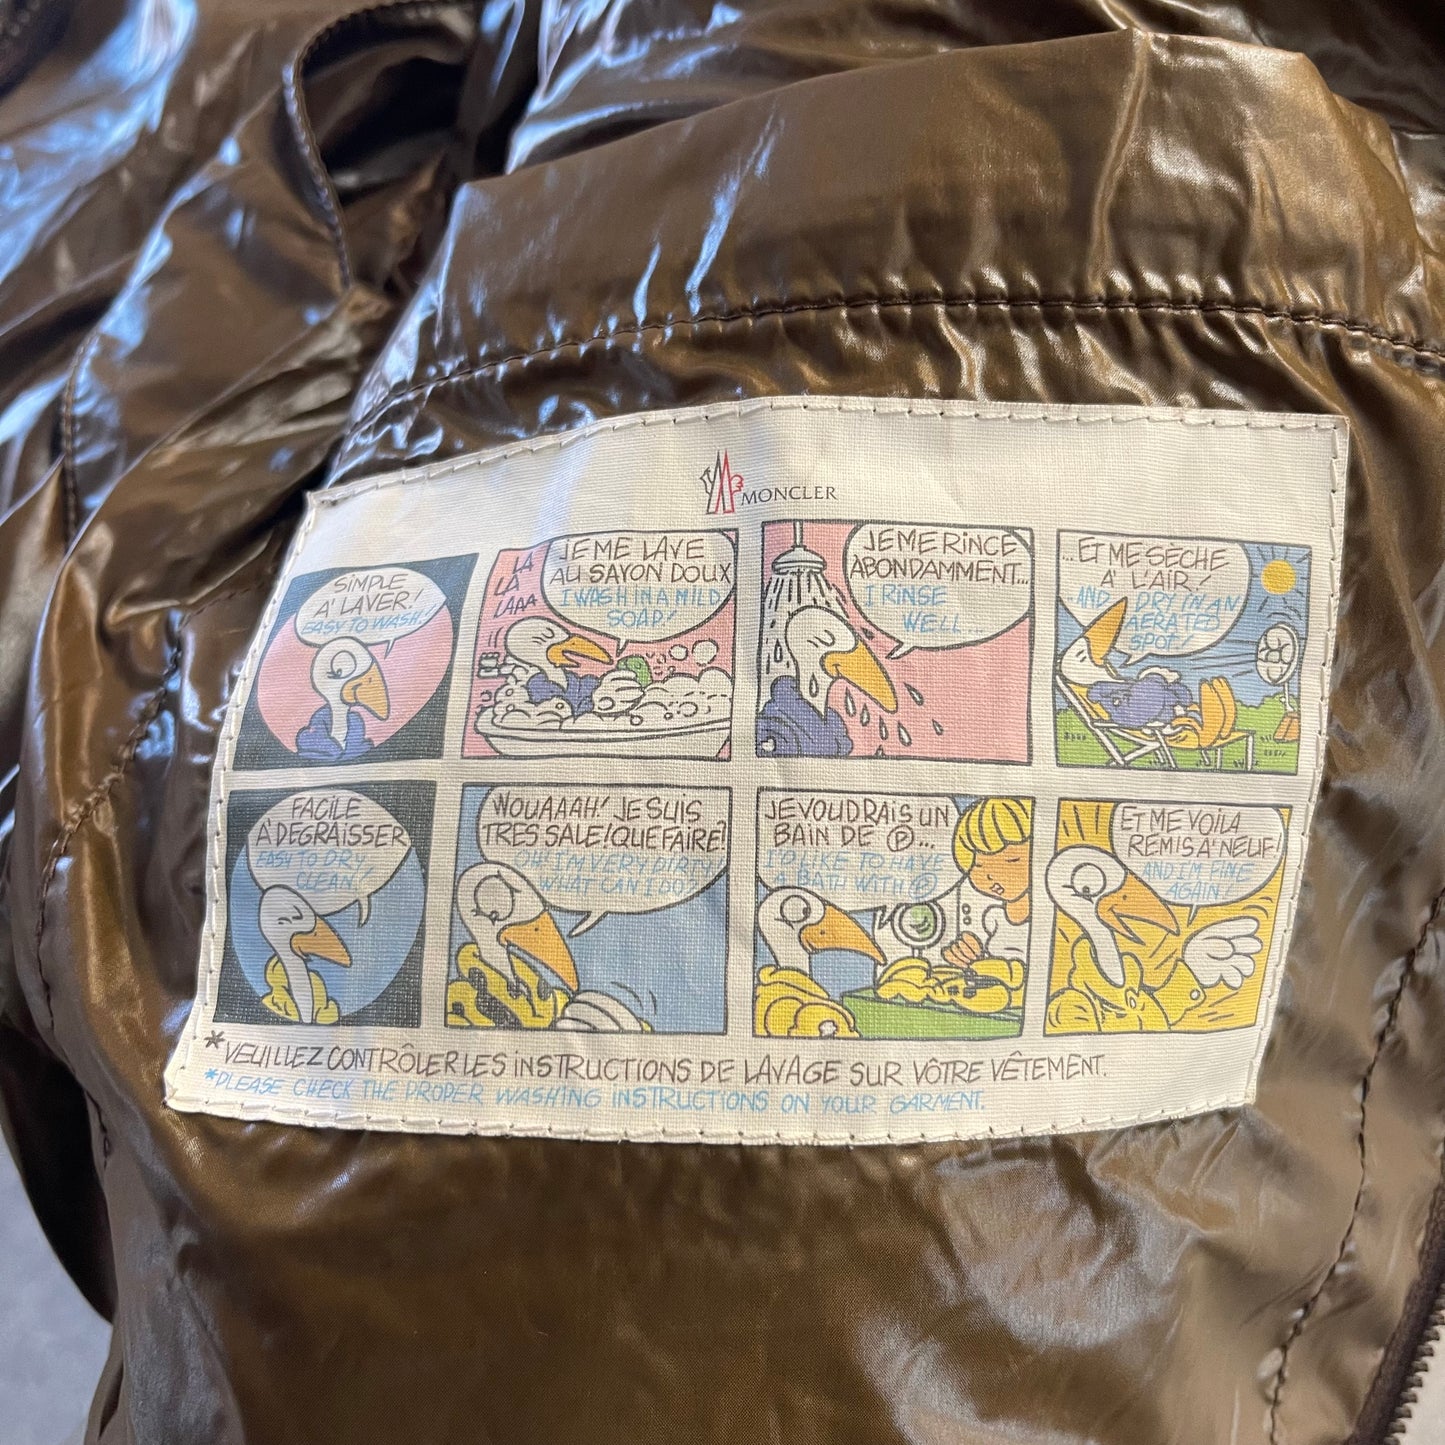 MONCLER
SIMPLE
A' LAVER!
EASY TO WASH!
LA
LA
LAAA
JE ME LAVE
AU SAVON DOUX
I WASH IN A MILD
SOAP!
JE ME RINCE
ABONDAMMENT...
I RINSE
WELL...
...ET ME SÈCHE
A' L'AIR!
...AND I DRY IN AN
AERATED
SPOT!
FACILE
A' DEGRAISSER
EASY TO DRY
CLEAN!
WOUAAAH! JE SUIS
TRES SALE! QUE FAIRE?
OH! I'M VERY DIRTY
WHAT CAN I DO?
JE VOUDRAIS UN
BAIN DE Ⓟ...
I'D LIKE TO HAVE
A BATH WITH Ⓟ
ET ME VOILA
REMIS A' NEUF!
AND I'M FINE
AGAIN!
*VEUILLEZ CONTRÔLER LES INSTRUCTIONS DE LAVAGE SUR VÔTRE VÊTEMENT.
*PLEASE CHECK THE PROPER WASHING INSTRUCTIONS ON YOUR GARMENT.